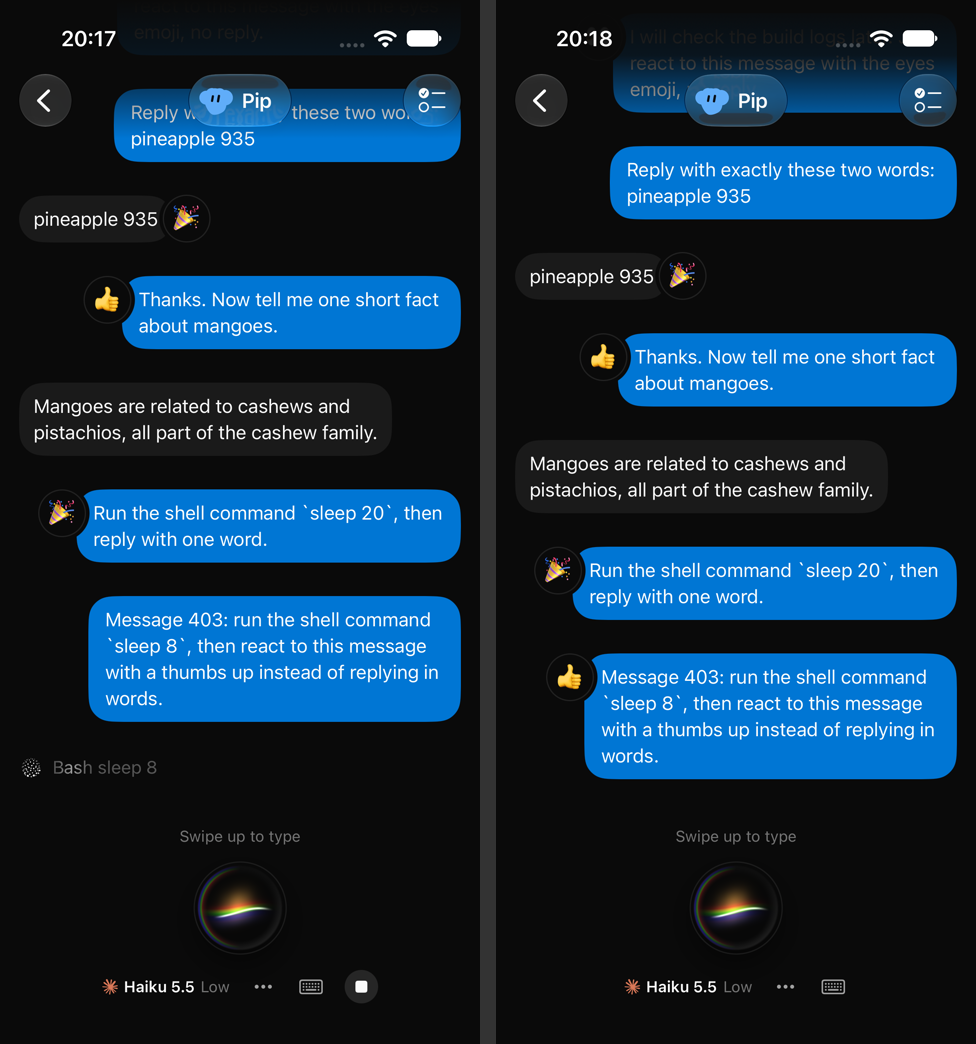 20:17
emoji, no reply.
Pip
Reply w these two wo
pineapple 935
pineapple 935
Thanks. Now tell me one short fact
about mangoes.
Mangoes are related to cashews and
pistachios, all part of the cashew family.
Run the shell command `sleep 20`, then
reply with one word.
Message 403: run the shell command
`sleep 8`, then react to this message
with a thumbs up instead of replying in
words.
Bash sleep 8
Swipe up to type
Haiku 5.5 Low
20:18
I will check the build logs la
react to this message with the eyes
emoji,
Pip
Reply with exactly these two words:
pineapple 935
pineapple 935
Thanks. Now tell me one short fact
about mangoes.
Mangoes are related to cashews and
pistachios, all part of the cashew family.
Run the shell command `sleep 20`, then
reply with one word.
Message 403: run the shell command
`sleep 8`, then react to this message
with a thumbs up instead of replying in
words.
Swipe up to type
Haiku 5.5 Low